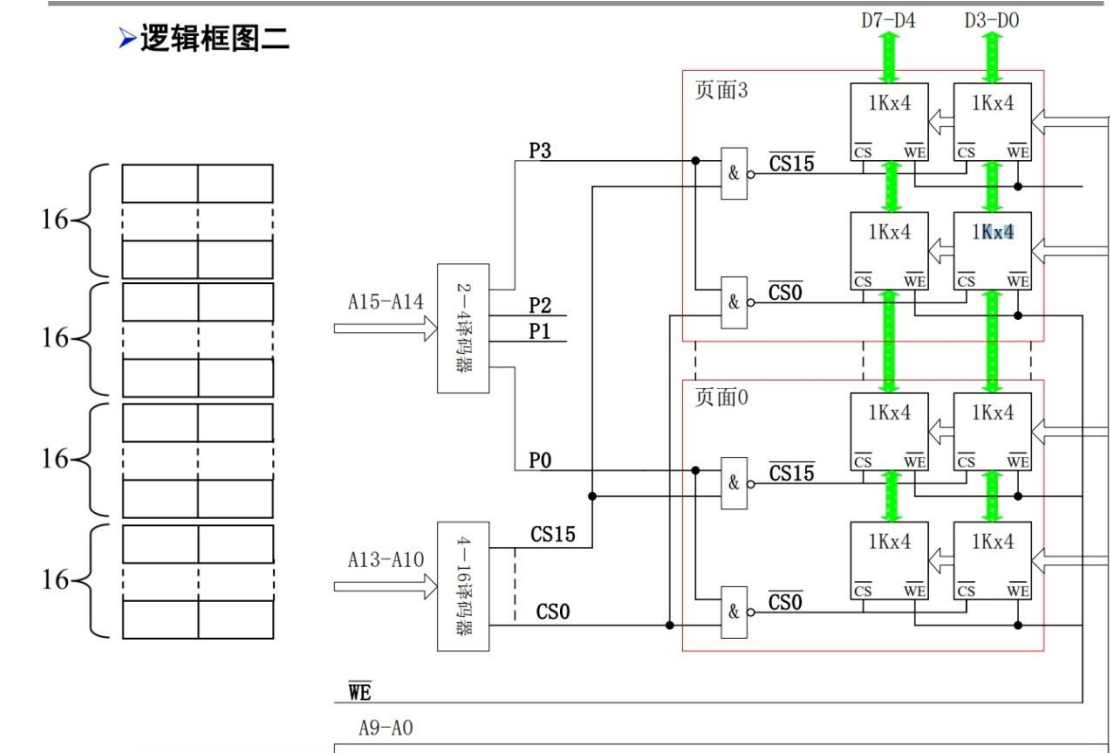 ➢逻辑框图二
D7-D4 D3-D0
页面3
1Kx4 1Kx4
CS WE CS WE
P3
&
CS15
16
1Kx4 1Kx4
CS WE CS WE
&
CS0
A15-A14
2-4译码器
P2
P1
16
页面0
1Kx4 1Kx4
CS WE CS WE
P0
&
CS15
16
CS15
1Kx4 1Kx4
CS WE CS WE
A13-A10
4-16译码器
16
CS0
&
CS0
WE
A9-A0